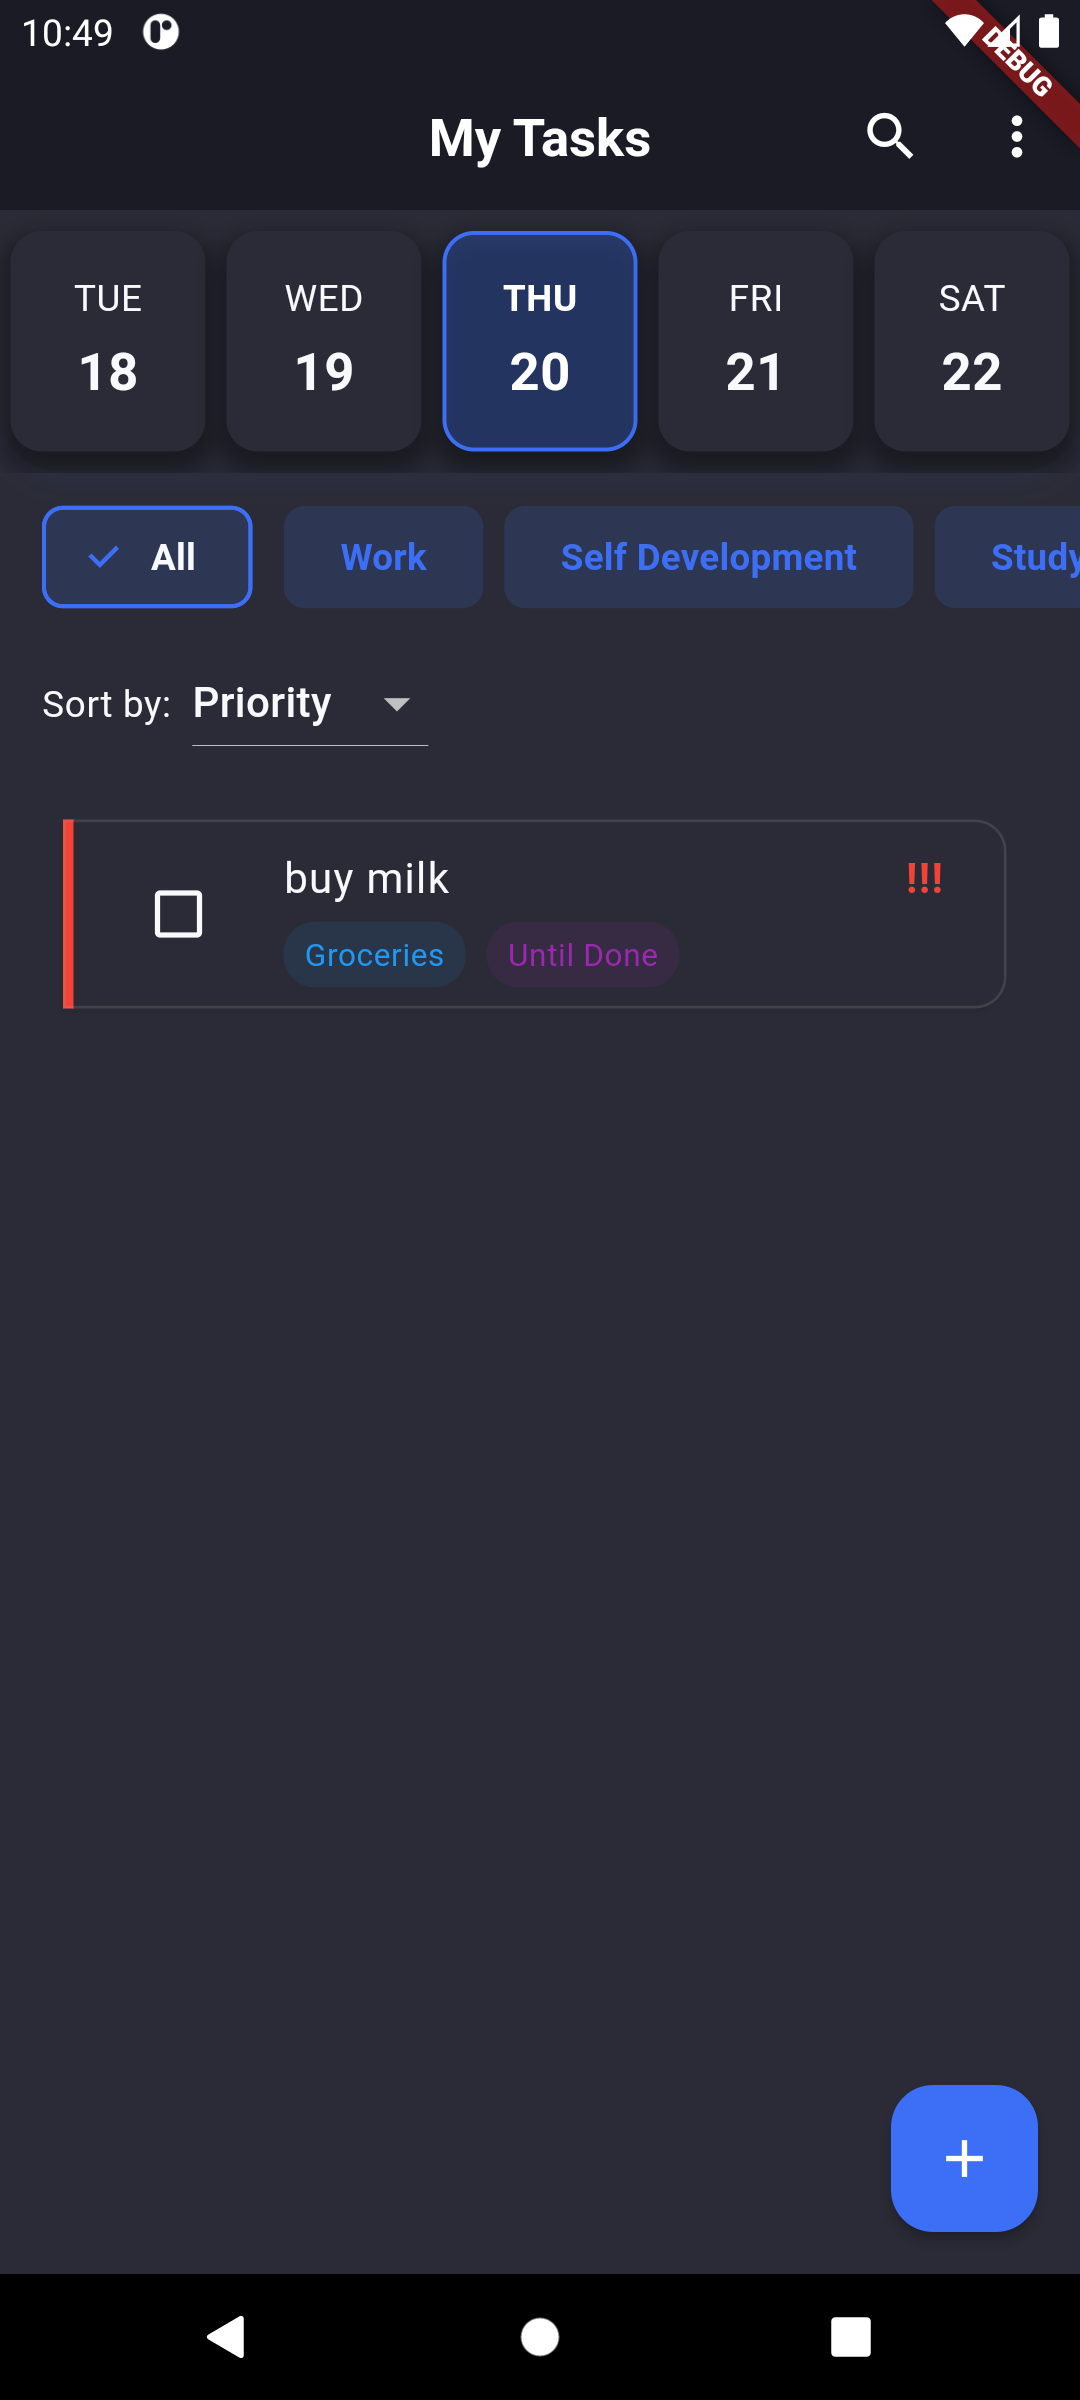 10:49
DEBUG
My Tasks
TUE WED THU FRI SAT
18 19 20 21 22
All Work Self Development Study
Sort by: Priority
buy milk !!!
Groceries Until Done